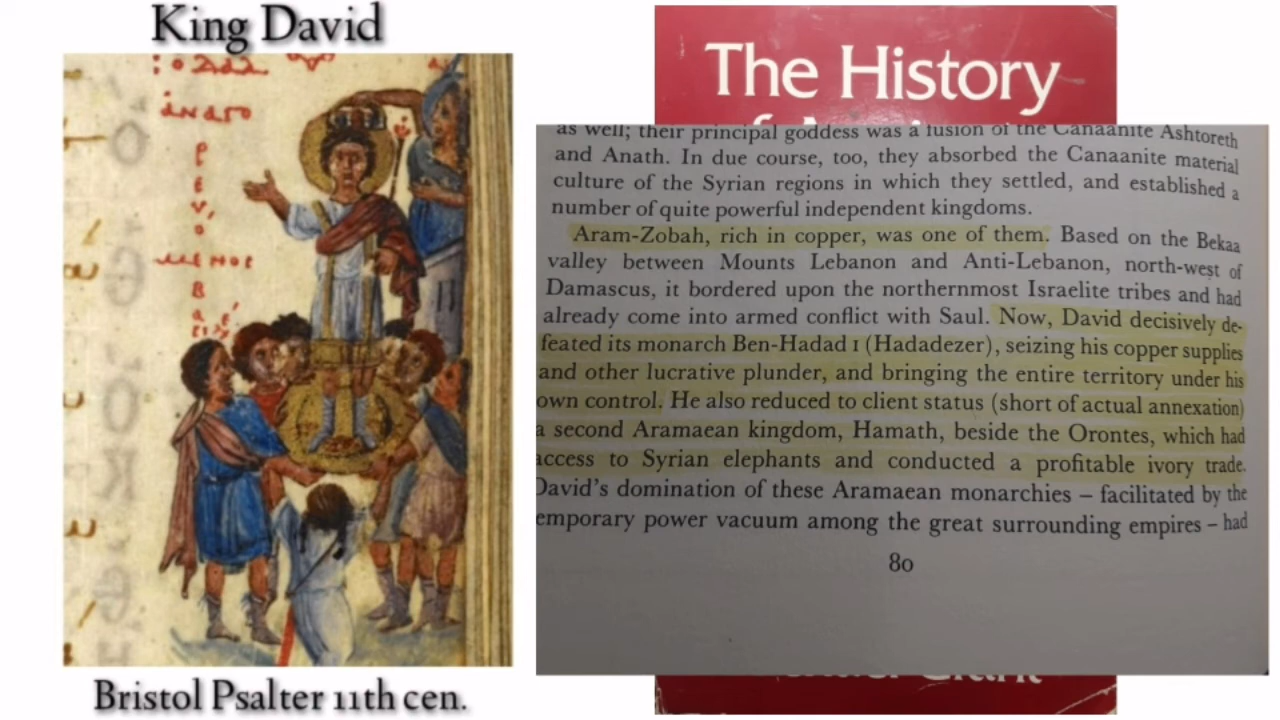 King David
Bristol Psalter 11th cen.
The History
as well; their principal goddess was a fusion of the Canaanite Ashtoreth
and Anath. In due course, too, they absorbed the Canaanite material
culture of the Syrian regions in which they settled, and established a
number of quite powerful independent kingdoms.
Aram-Zobah, rich in copper, was one of them. Based on the Bekaa
valley between Mounts Lebanon and Anti-Lebanon, north-west of
Damascus, it bordered upon the northernmost Israelite tribes and had
already come into armed conflict with Saul. Now, David decisively de-
feated its monarch Ben-Hadad I (Hadadezer), seizing his copper supplies
and other lucrative plunder, and bringing the entire territory under his
own control. He also reduced to client status (short of actual annexation)
a second Aramaean kingdom, Hamath, beside the Orontes, which had
access to Syrian elephants and conducted a profitable ivory trade.
David's domination of these Aramaean monarchies – facilitated by the
emporary power vacuum among the great surrounding empires – had
80